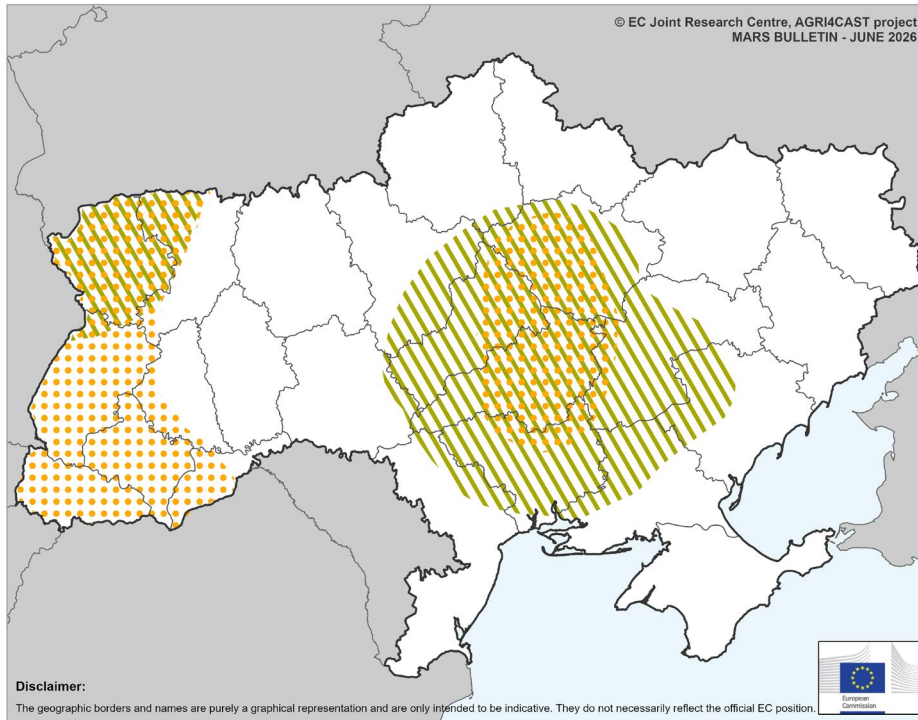 © EC Joint Research Centre, AGRI4CAST project
MARS BULLETIN - JUNE 2026
Disclaimer:
The geographic borders and names are purely a graphical representation and are only intended to be indicative. They do not necessarily reflect the official EC position.
European
Commission